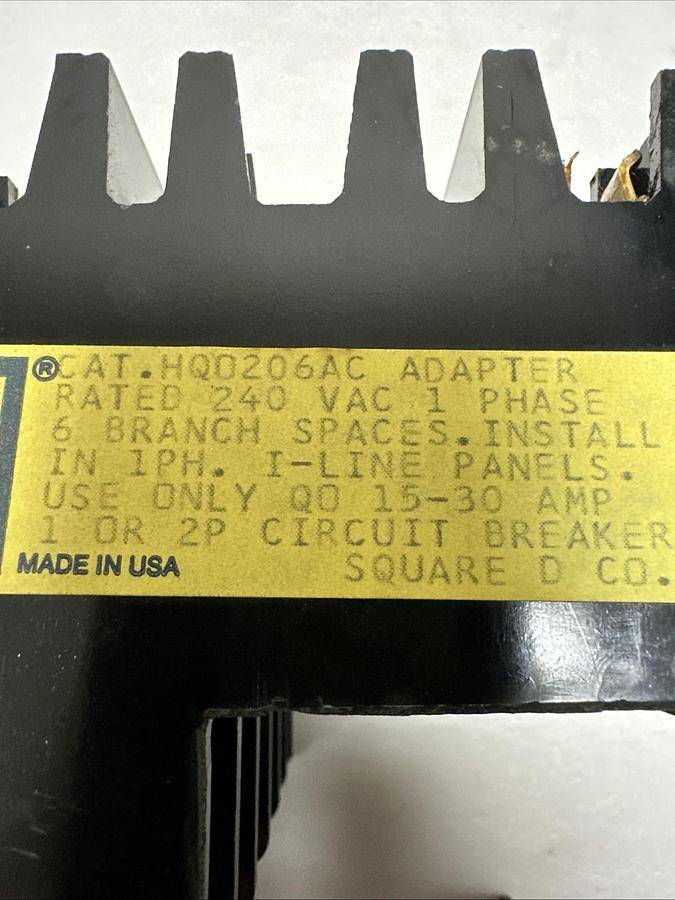 ® CAT.HQO206AC ADAPTER
RATED 240 VAC 1 PHASE
6 BRANCH SPACES. INSTALL
IN 1PH. I-LINE PANELS.
USE ONLY QO 15-30 AMP
1 OR 2P CIRCUIT BREAKER
MADE IN USA SQUARE D CO.